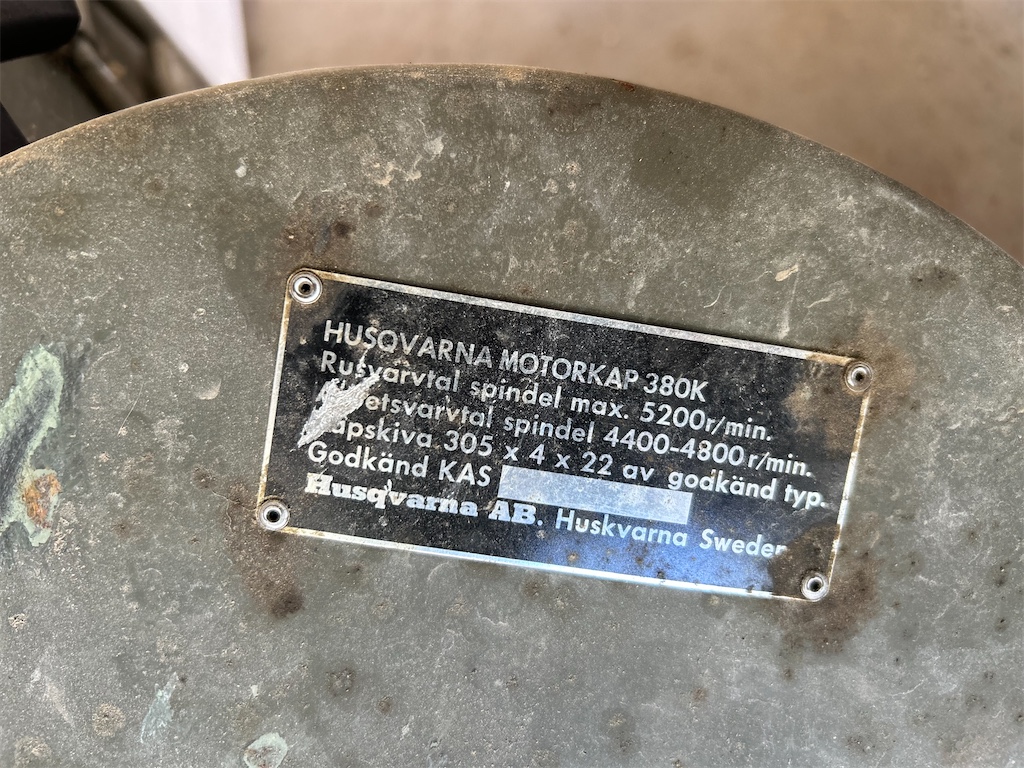 HUSQVARNA MOTORKAP 380K
Rusvarvtal spindel max. 5200r/min.
spindel 4400-4800 r/min.
305 x 4 x 22 av godkänd typ.
Godkänd KAS
Husqvarna AB. Huskvarna Sweden